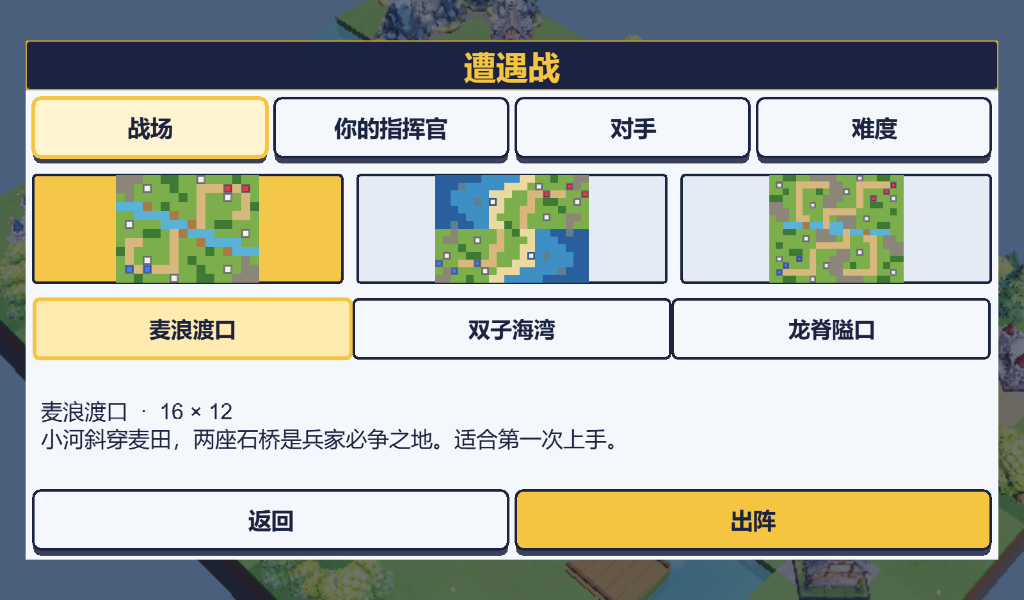 遭遇战
战场
你的指挥官
对手
难度
麦浪渡口
双子海湾
龙脊隘口
麦浪渡口 · 16 × 12
小河斜穿麦田，两座石桥是兵家必争之地。适合第一次上手。
返回
出阵